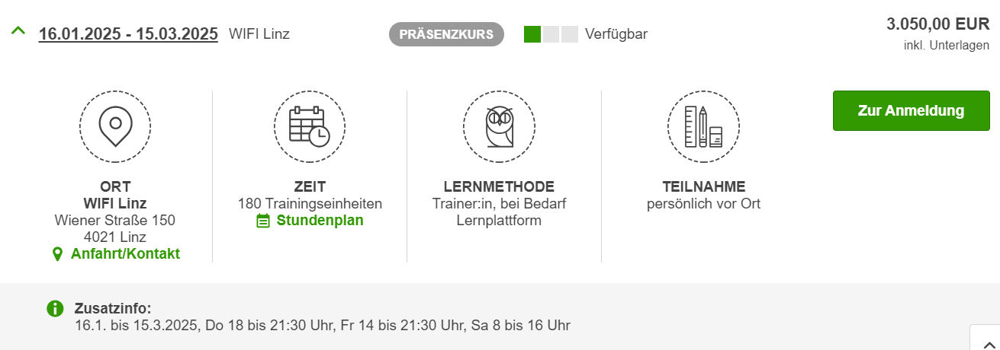 16.01.2025 - 15.03.2025 WIFI Linz PRÄSENZKURS Verfügbar 3.050,00 EUR
inkl. Unterlagen
Zur Anmeldung
ORT
WIFI Linz
Wiener Straße 150
4021 Linz
Anfahrt/Kontakt
ZEIT
180 Trainingseinheiten
Stundenplan
LERNMETHODE
Trainer:in, bei Bedarf
Lernplattform
TEILNAHME
persönlich vor Ort
Zusatzinfo:
16.1. bis 15.3.2025, Do 18 bis 21:30 Uhr, Fr 14 bis 21:30 Uhr, Sa 8 bis 16 Uhr